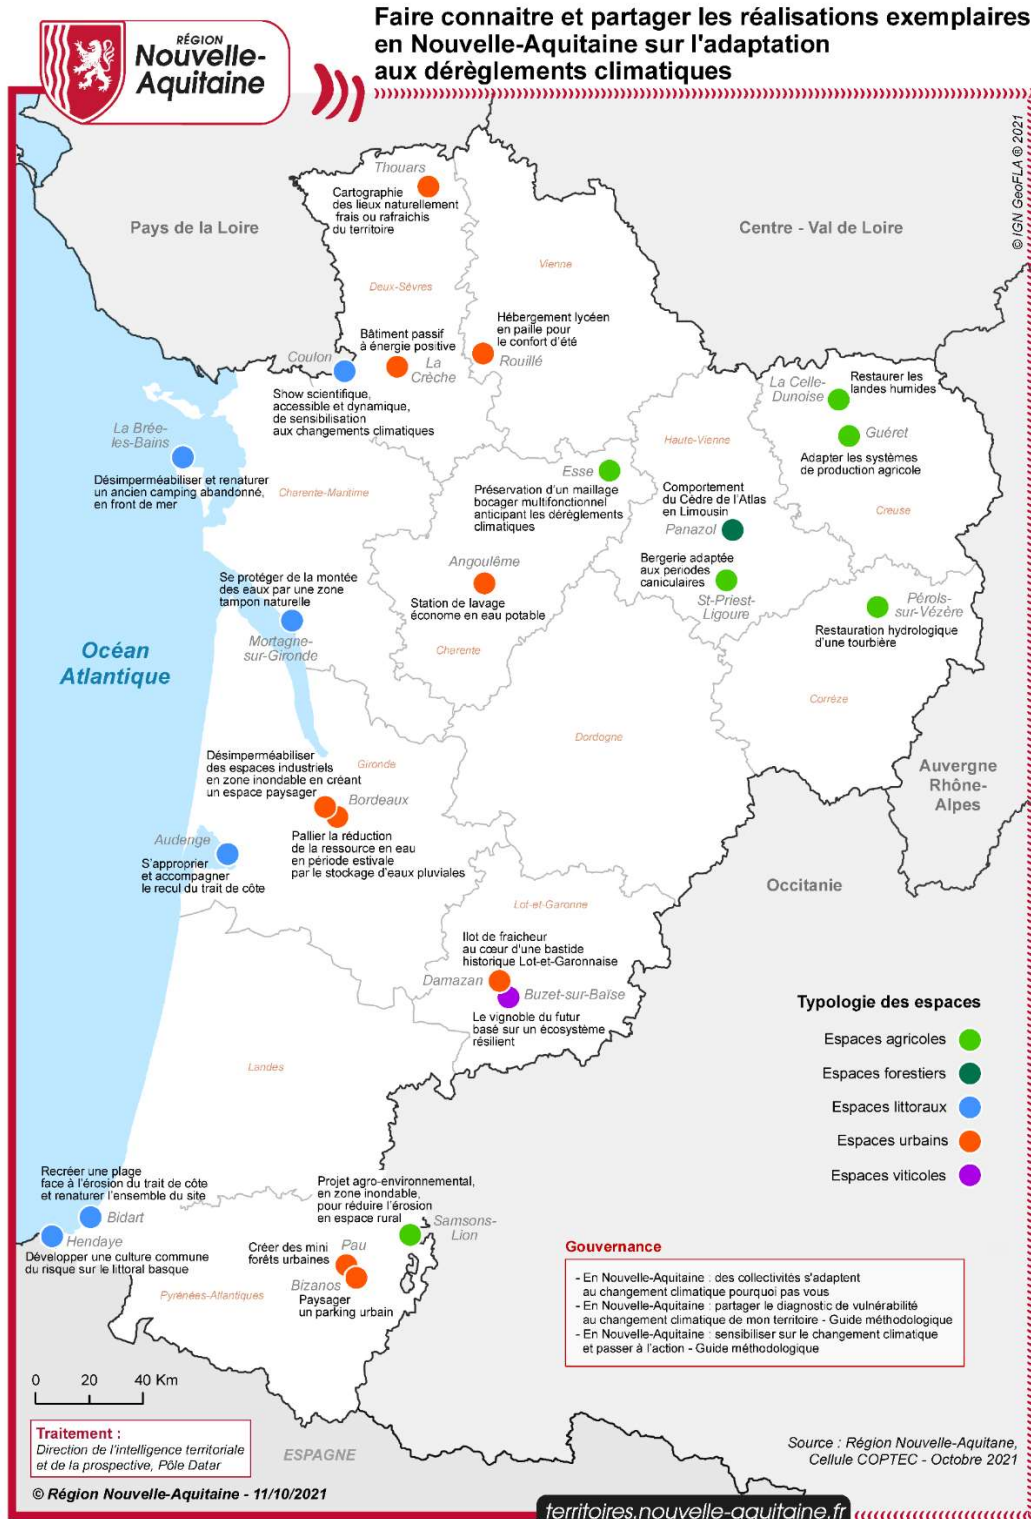 RÉGION
Nouvelle-
Aquitaine
Faire connaitre et partager les réalisations exemplaires
en Nouvelle-Aquitaine sur l'adaptation
aux dérèglements climatiques
© IGN GeoFLA ® 2021
Pays de la Loire
Centre - Val de Loire
Thouars
Cartographie
des lieux naturellement
frais ou rafraichis
du territoire
Vienne
Deux-Sèvres
Hébergement lycéen
en paille pour
le confort d'été
Rouillé
Bâtiment passif
à énergie positive
La
Crèche
Coulon
Show scientifique,
accessible et dynamique,
de sensibilisation
aux changements climatiques
La Celle-
Dunoise
Restaurer les
landes humides
Guéret
Adapter les systèmes
de production agricole
Creuse
La Brée-
les-Bains
Désimperméabiliser et renaturer
un ancien camping abandonné,
en front de mer
Charente-Maritime
Haute-Vienne
Esse
Préservation d'un maillage
bocager multifonctionnel
anticipant les dérèglements
climatiques
Comportement
du Cèdre de l'Atlas
en Limousin
Panazol
Bergerie adaptée
aux periodes
caniculaires
St-Priest-
Ligoure
Angoulême
Station de lavage
économe en eau potable
Charente
Se protéger de la montée
des eaux par une zone
tampon naturelle
Mortagne-
sur-Gironde
Pérols-
sur-Vézère
Restauration hydrologique
d'une tourbière
Corrèze
Océan
Atlantique
Dordogne
Auvergne
Rhône-
Alpes
Désimperméabiliser
des espaces industriels
en zone inondable en créant
un espace paysager
Gironde
Bordeaux
Pallier la réduction
de la ressource en eau
en période estivale
par le stockage d'eaux pluviales
Audenge
S'approprier
et accompagner
le recul du trait de côte
Occitanie
Lot-et-Garonne
Ilot de fraicheur
au cœur d'une bastide
historique Lot-et-Garonnaise
Damazan
Buzet-sur-Baïse
Le vignoble du futur
basé sur un écosystème
résilient
Landes
Typologie des espaces
Espaces agricoles
Espaces forestiers
Espaces littoraux
Espaces urbains
Espaces viticoles
Recréer une plage
face à l'érosion du trait de côte
et renaturer l'ensemble du site
Bidart
Hendaye
Développer une culture commune
du risque sur le littoral basque
Pyrénées-Atlantiques
Projet agro-environnemental,
en zone inondable,
pour réduire l'érosion
en espace rural
Samsons-
Lion
Créer des mini
forêts urbaines
Pau
Bizanos
Paysager
un parking urbain
Gouvernance
- En Nouvelle-Aquitaine : des collectivités s'adaptent
au changement climatique pourquoi pas vous
- En Nouvelle-Aquitaine : partager le diagnostic de vulnérabilité
au changement climatique de mon territoire - Guide méthodologique
- En Nouvelle-Aquitaine : sensibiliser sur le changement climatique
et passer à l'action - Guide méthodologique
0 20 40 Km
Traitement :
Direction de l'intelligence territoriale
et de la prospective, Pôle Datar
ESPAGNE
Source : Région Nouvelle-Aquitane,
Cellule COPTEC - Octobre 2021
© Région Nouvelle-Aquitaine - 11/10/2021
territoires.nouvelle-aquitaine.fr